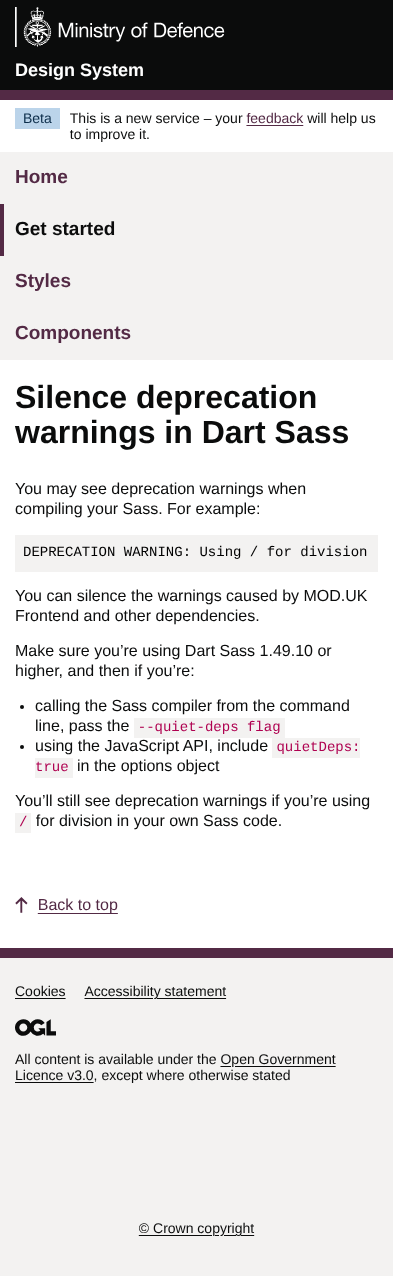 Ministry of Defence
Design System
Beta This is a new service – your feedback will help us
to improve it.
Home
Get started
Styles
Components
Silence deprecation
warnings in Dart Sass
You may see deprecation warnings when
compiling your Sass. For example:
DEPRECATION WARNING: Using / for division
You can silence the warnings caused by MOD.UK
Frontend and other dependencies.
Make sure you’re using Dart Sass 1.49.10 or
higher, and then if you’re:
• calling the Sass compiler from the command
line, pass the --quiet-deps flag
• using the JavaScript API, include quietDeps:
true in the options object
You’ll still see deprecation warnings if you’re using
/ for division in your own Sass code.
Back to top
Cookies Accessibility statement
OGL
All content is available under the Open Government
Licence v3.0, except where otherwise stated
© Crown copyright